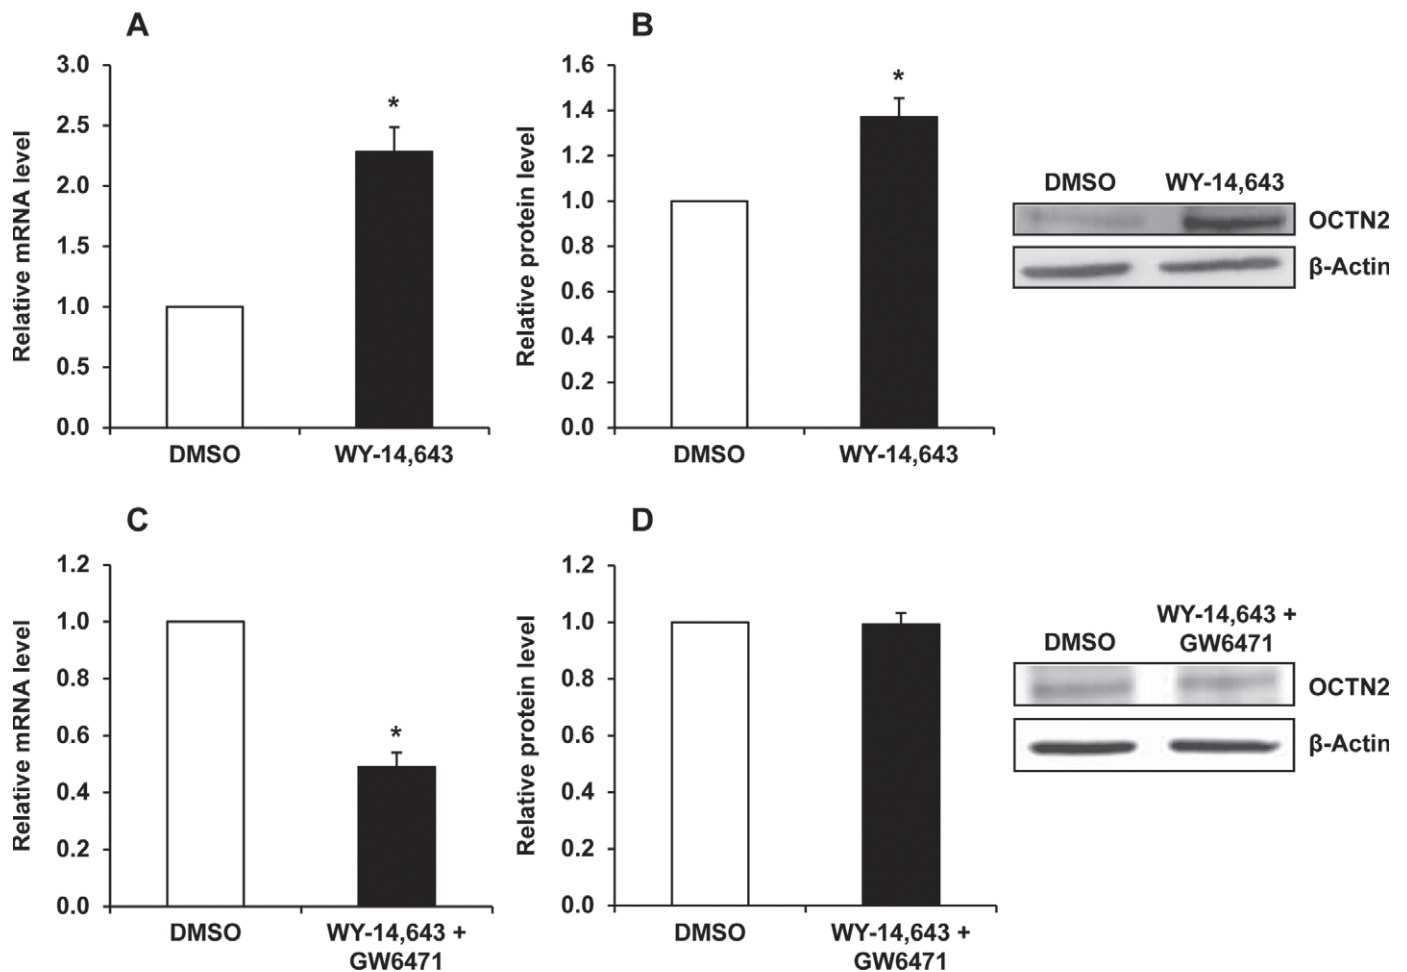 A
3.0
2.5
2.0
1.5
1.0
0.5
0.0
Relative mRNA level
*
DMSO
WY-14,643
B
1.6
1.4
1.2
1.0
0.8
0.6
0.4
0.2
0.0
Relative protein level
*
DMSO
WY-14,643
DMSO
WY-14,643
OCTN2
β-Actin
C
1.2
1.0
0.8
0.6
0.4
0.2
0.0
Relative mRNA level
*
DMSO
WY-14,643 +
GW6471
D
1.2
1.0
0.8
0.6
0.4
0.2
0.0
Relative protein level
DMSO
WY-14,643 +
GW6471
DMSO
WY-14,643 +
GW6471
OCTN2
β-Actin